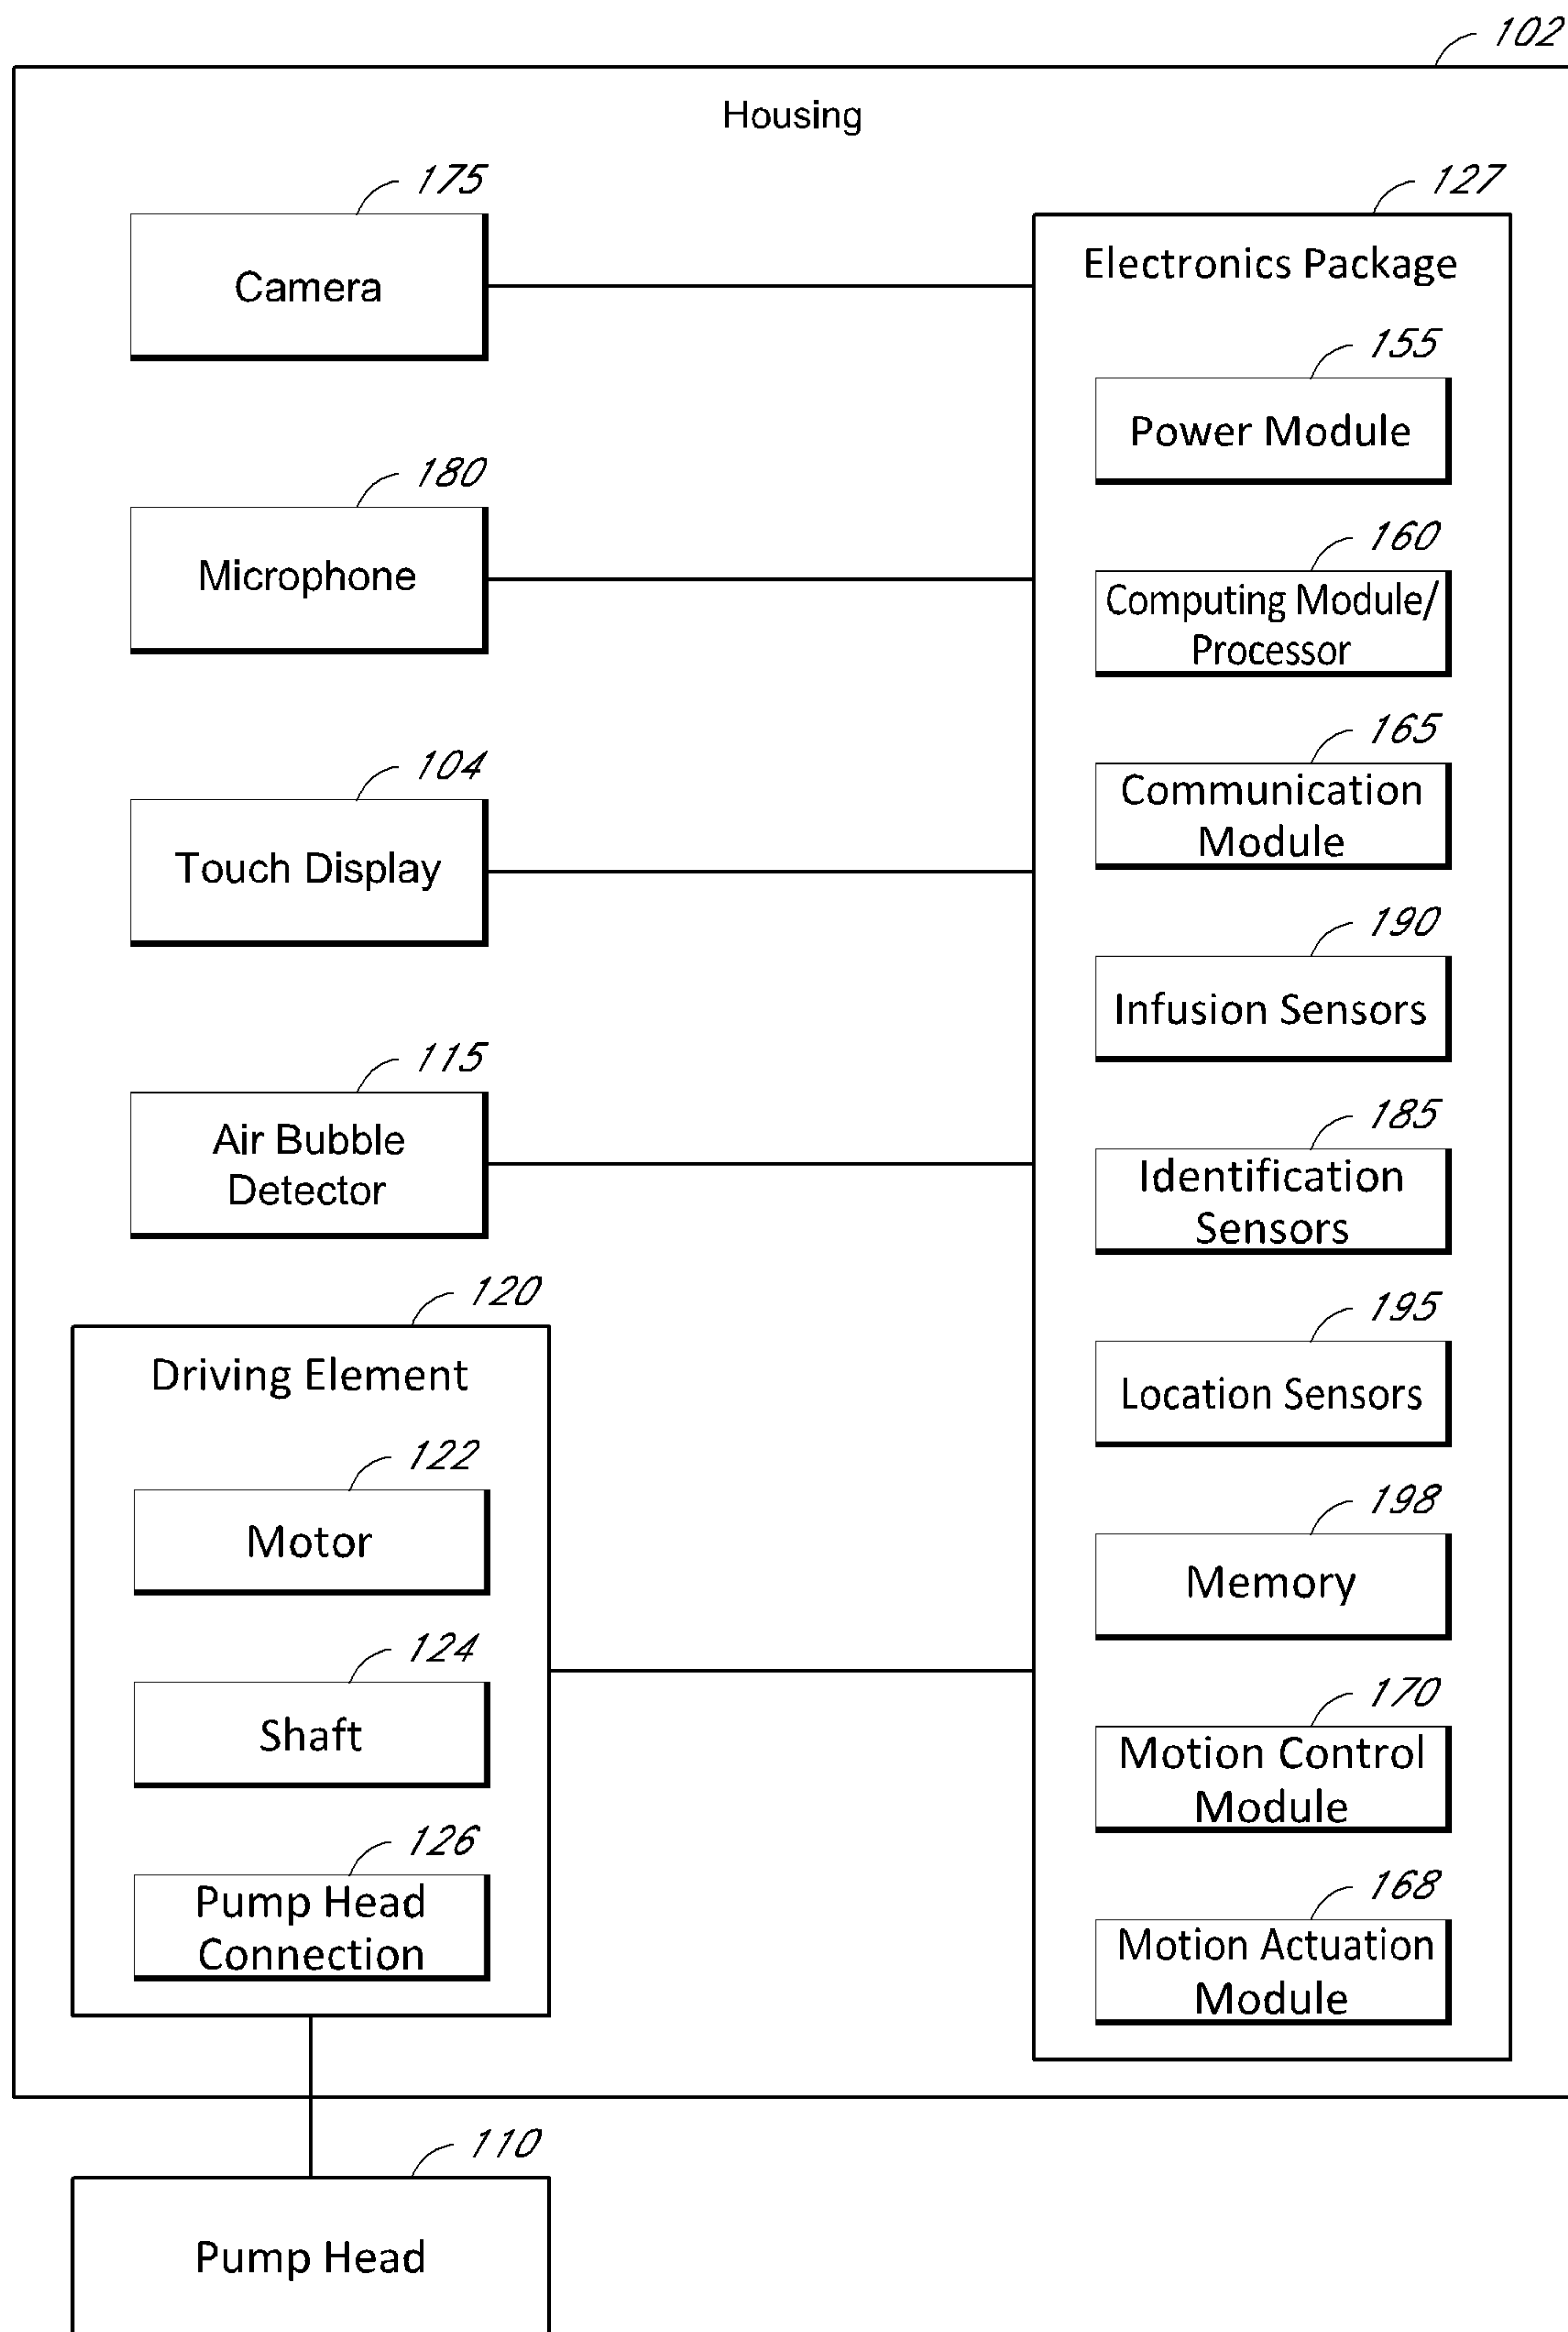 102
Housing
175
Camera
180
Microphone
104
Touch Display
115
Air Bubble
Detector
120
Driving Element
122
Motor
124
Shaft
126
Pump Head
Connection
127
Electronics Package
155
Power Module
160
Computing Module/
Processor
165
Communication
Module
190
Infusion Sensors
185
Identification
Sensors
195
Location Sensors
198
Memory
170
Motion Control
Module
168
Motion Actuation
Module
110
Pump Head